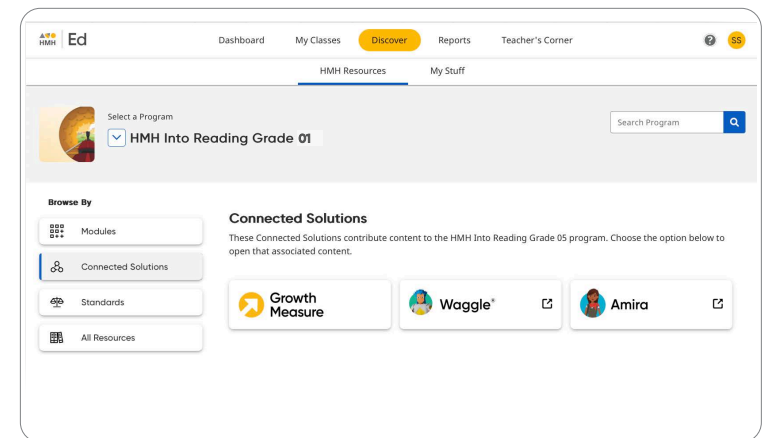 HMH Ed
Dashboard
My Classes
Discover
Reports
Teacher's Corner
?
SS
HMH Resources
My Stuff
Select a Program
HMH Into Reading Grade 01
Search Program
Browse By
Modules
Connected Solutions
Standards
All Resources
Connected Solutions
These Connected Solutions contribute content to the HMH Into Reading Grade 05 program. Choose the option below to
open that associated content.
Growth
Measure
Waggle®
Amira